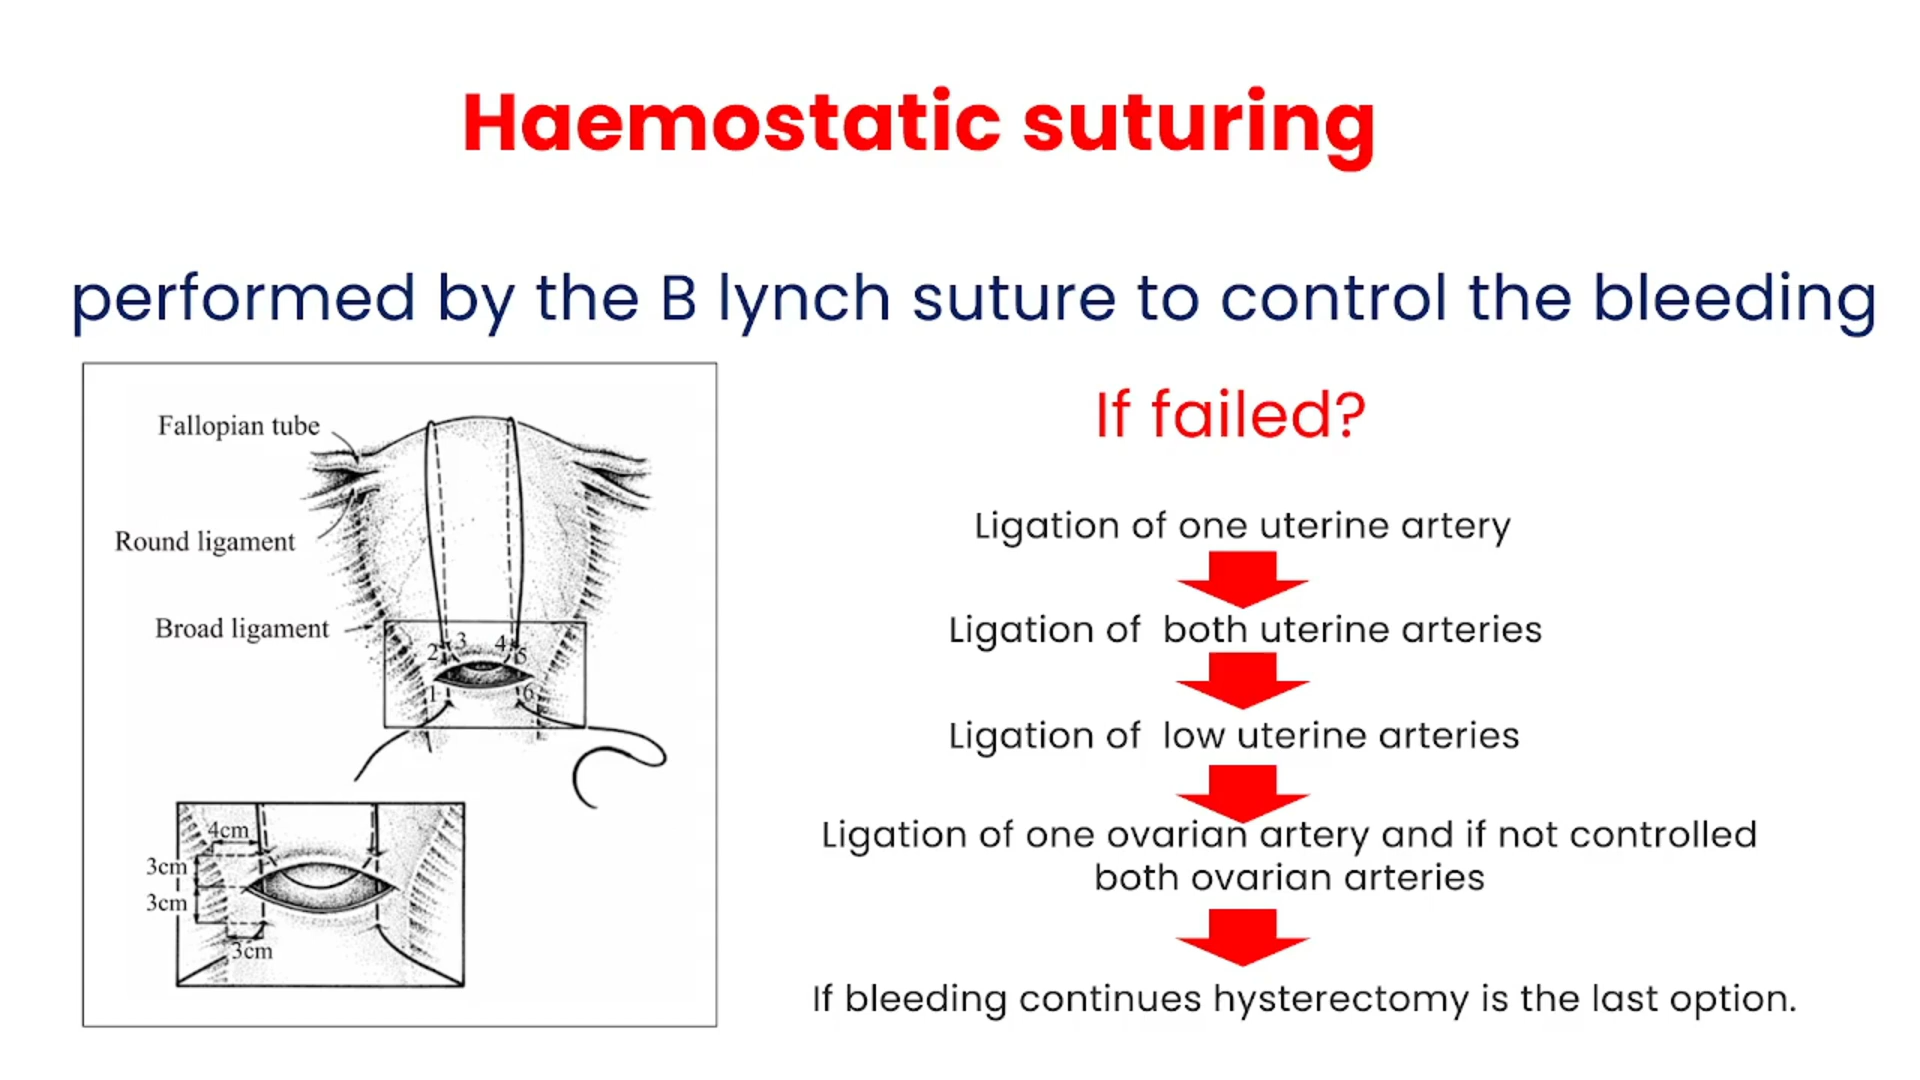 Haemostatic suturing
performed by the B lynch suture to control the bleeding
Fallopian tube
Round ligament
Broad ligament
2 3 4 5
1 6
4cm
3cm
3cm
3cm
If failed?
Ligation of one uterine artery
Ligation of both uterine arteries
Ligation of low uterine arteries
Ligation of one ovarian artery and if not controlled
both ovarian arteries
If bleeding continues hysterectomy is the last option.